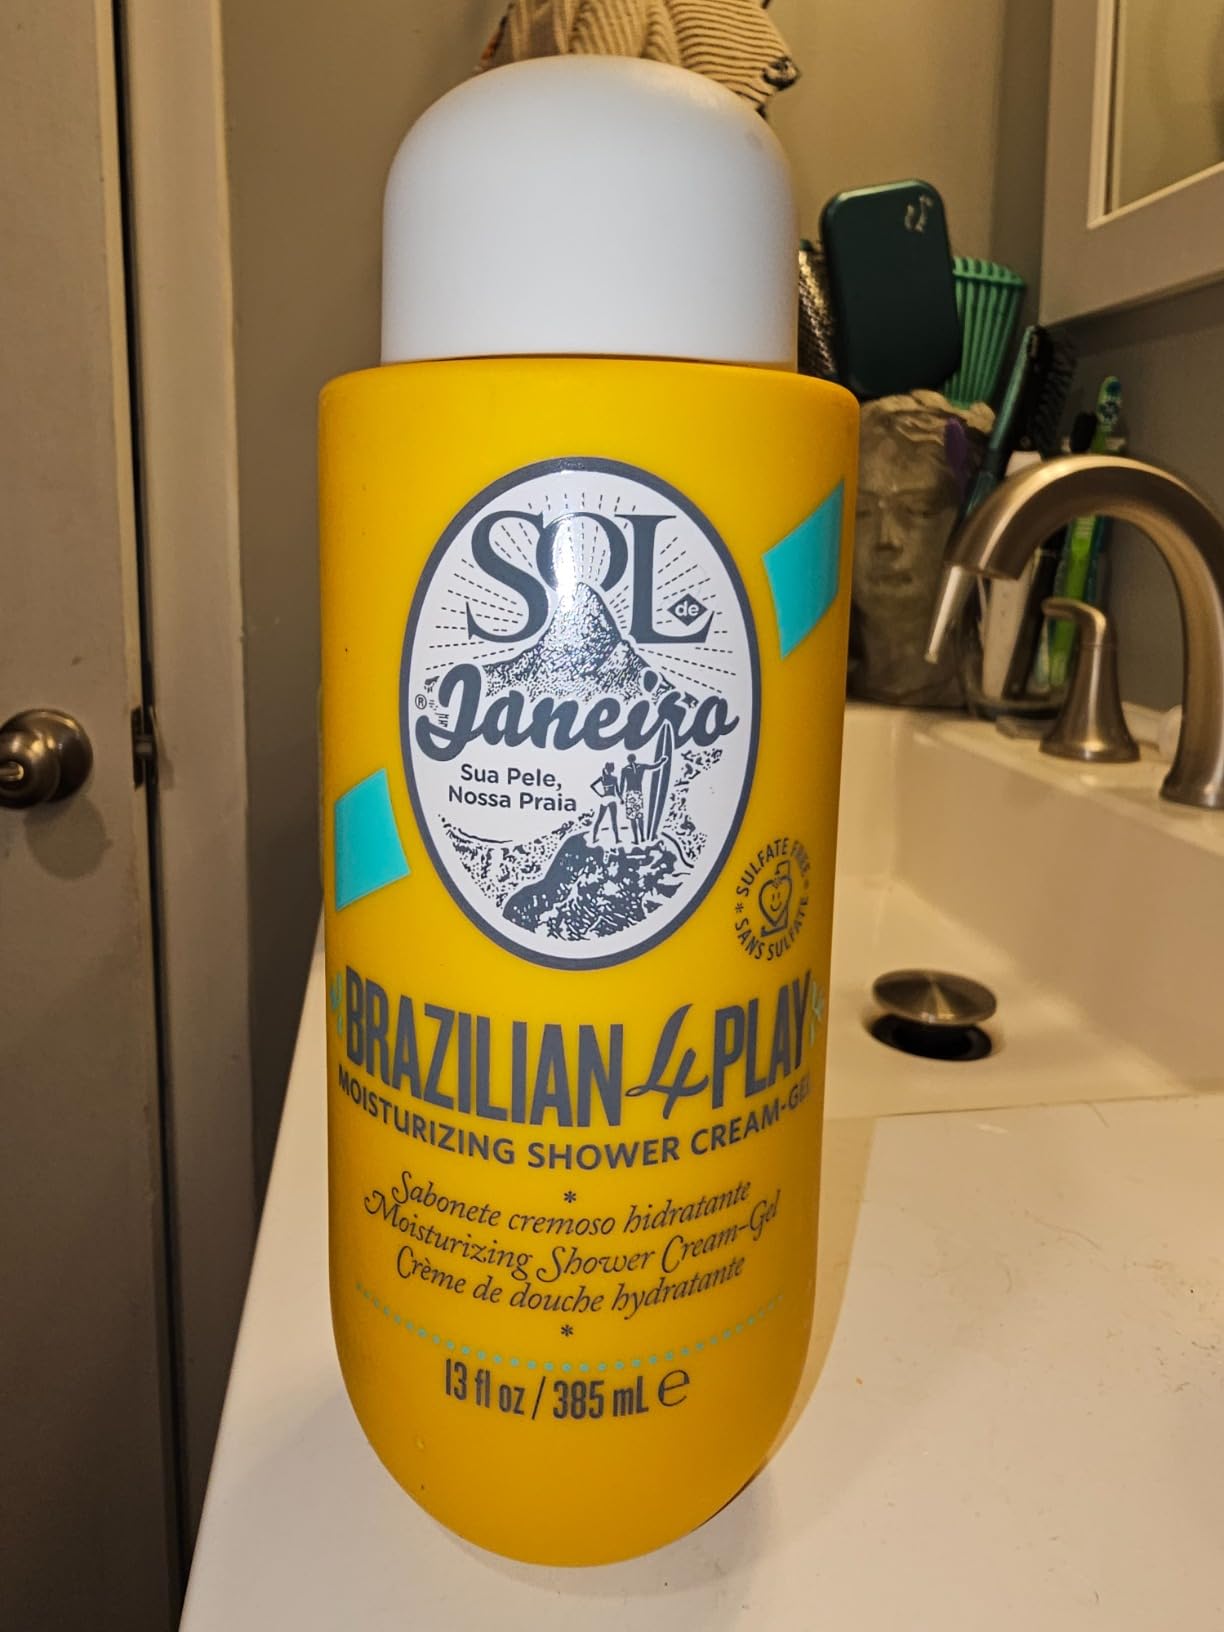 SOL
de
Janeiro
®
Sua Pele,
Nossa Praia
* SULFATE FREE *
SANS SULFATE
BRAZILIAN 4 PLAY
MOISTURIZING SHOWER CREAM-GEL
*
Sabonete cremoso hidratante
Moisturizing Shower Cream-Gel
Crème de douche hydratante
*
13 fl oz / 385 mL ℮